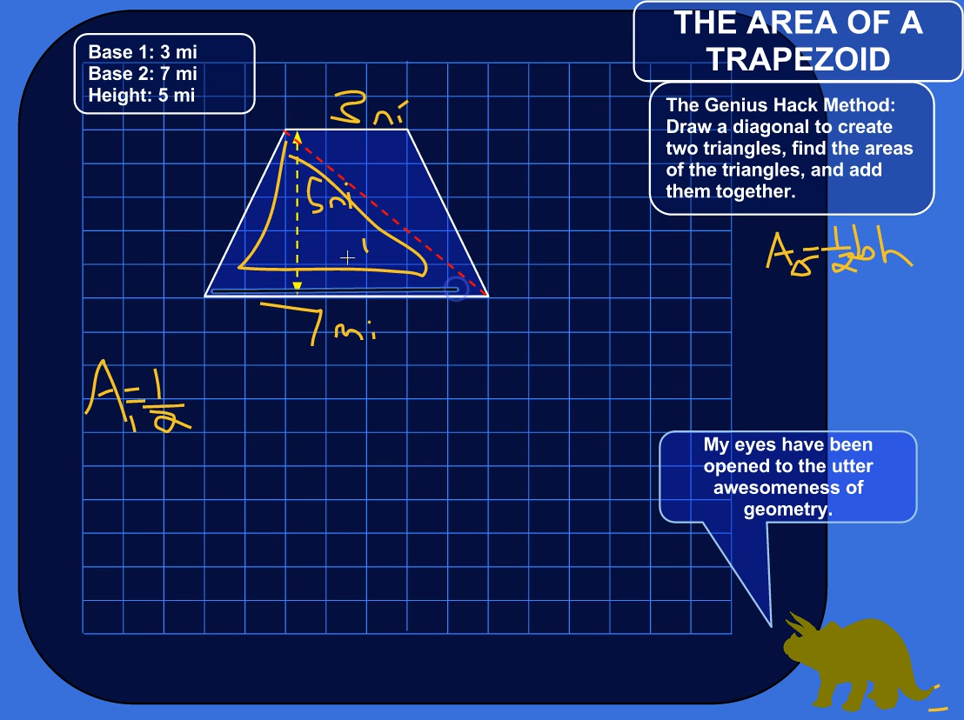 THE AREA OF A
TRAPEZOID
Base 1: 3 mi
Base 2: 7 mi
Height: 5 mi
The Genius Hack Method:
Draw a diagonal to create
two triangles, find the areas
of the triangles, and add
them together.
3 mi
5 mi
1
7 mi
A△=1/2bh
A₁=1/2
My eyes have been
opened to the utter
awesomeness of
geometry.